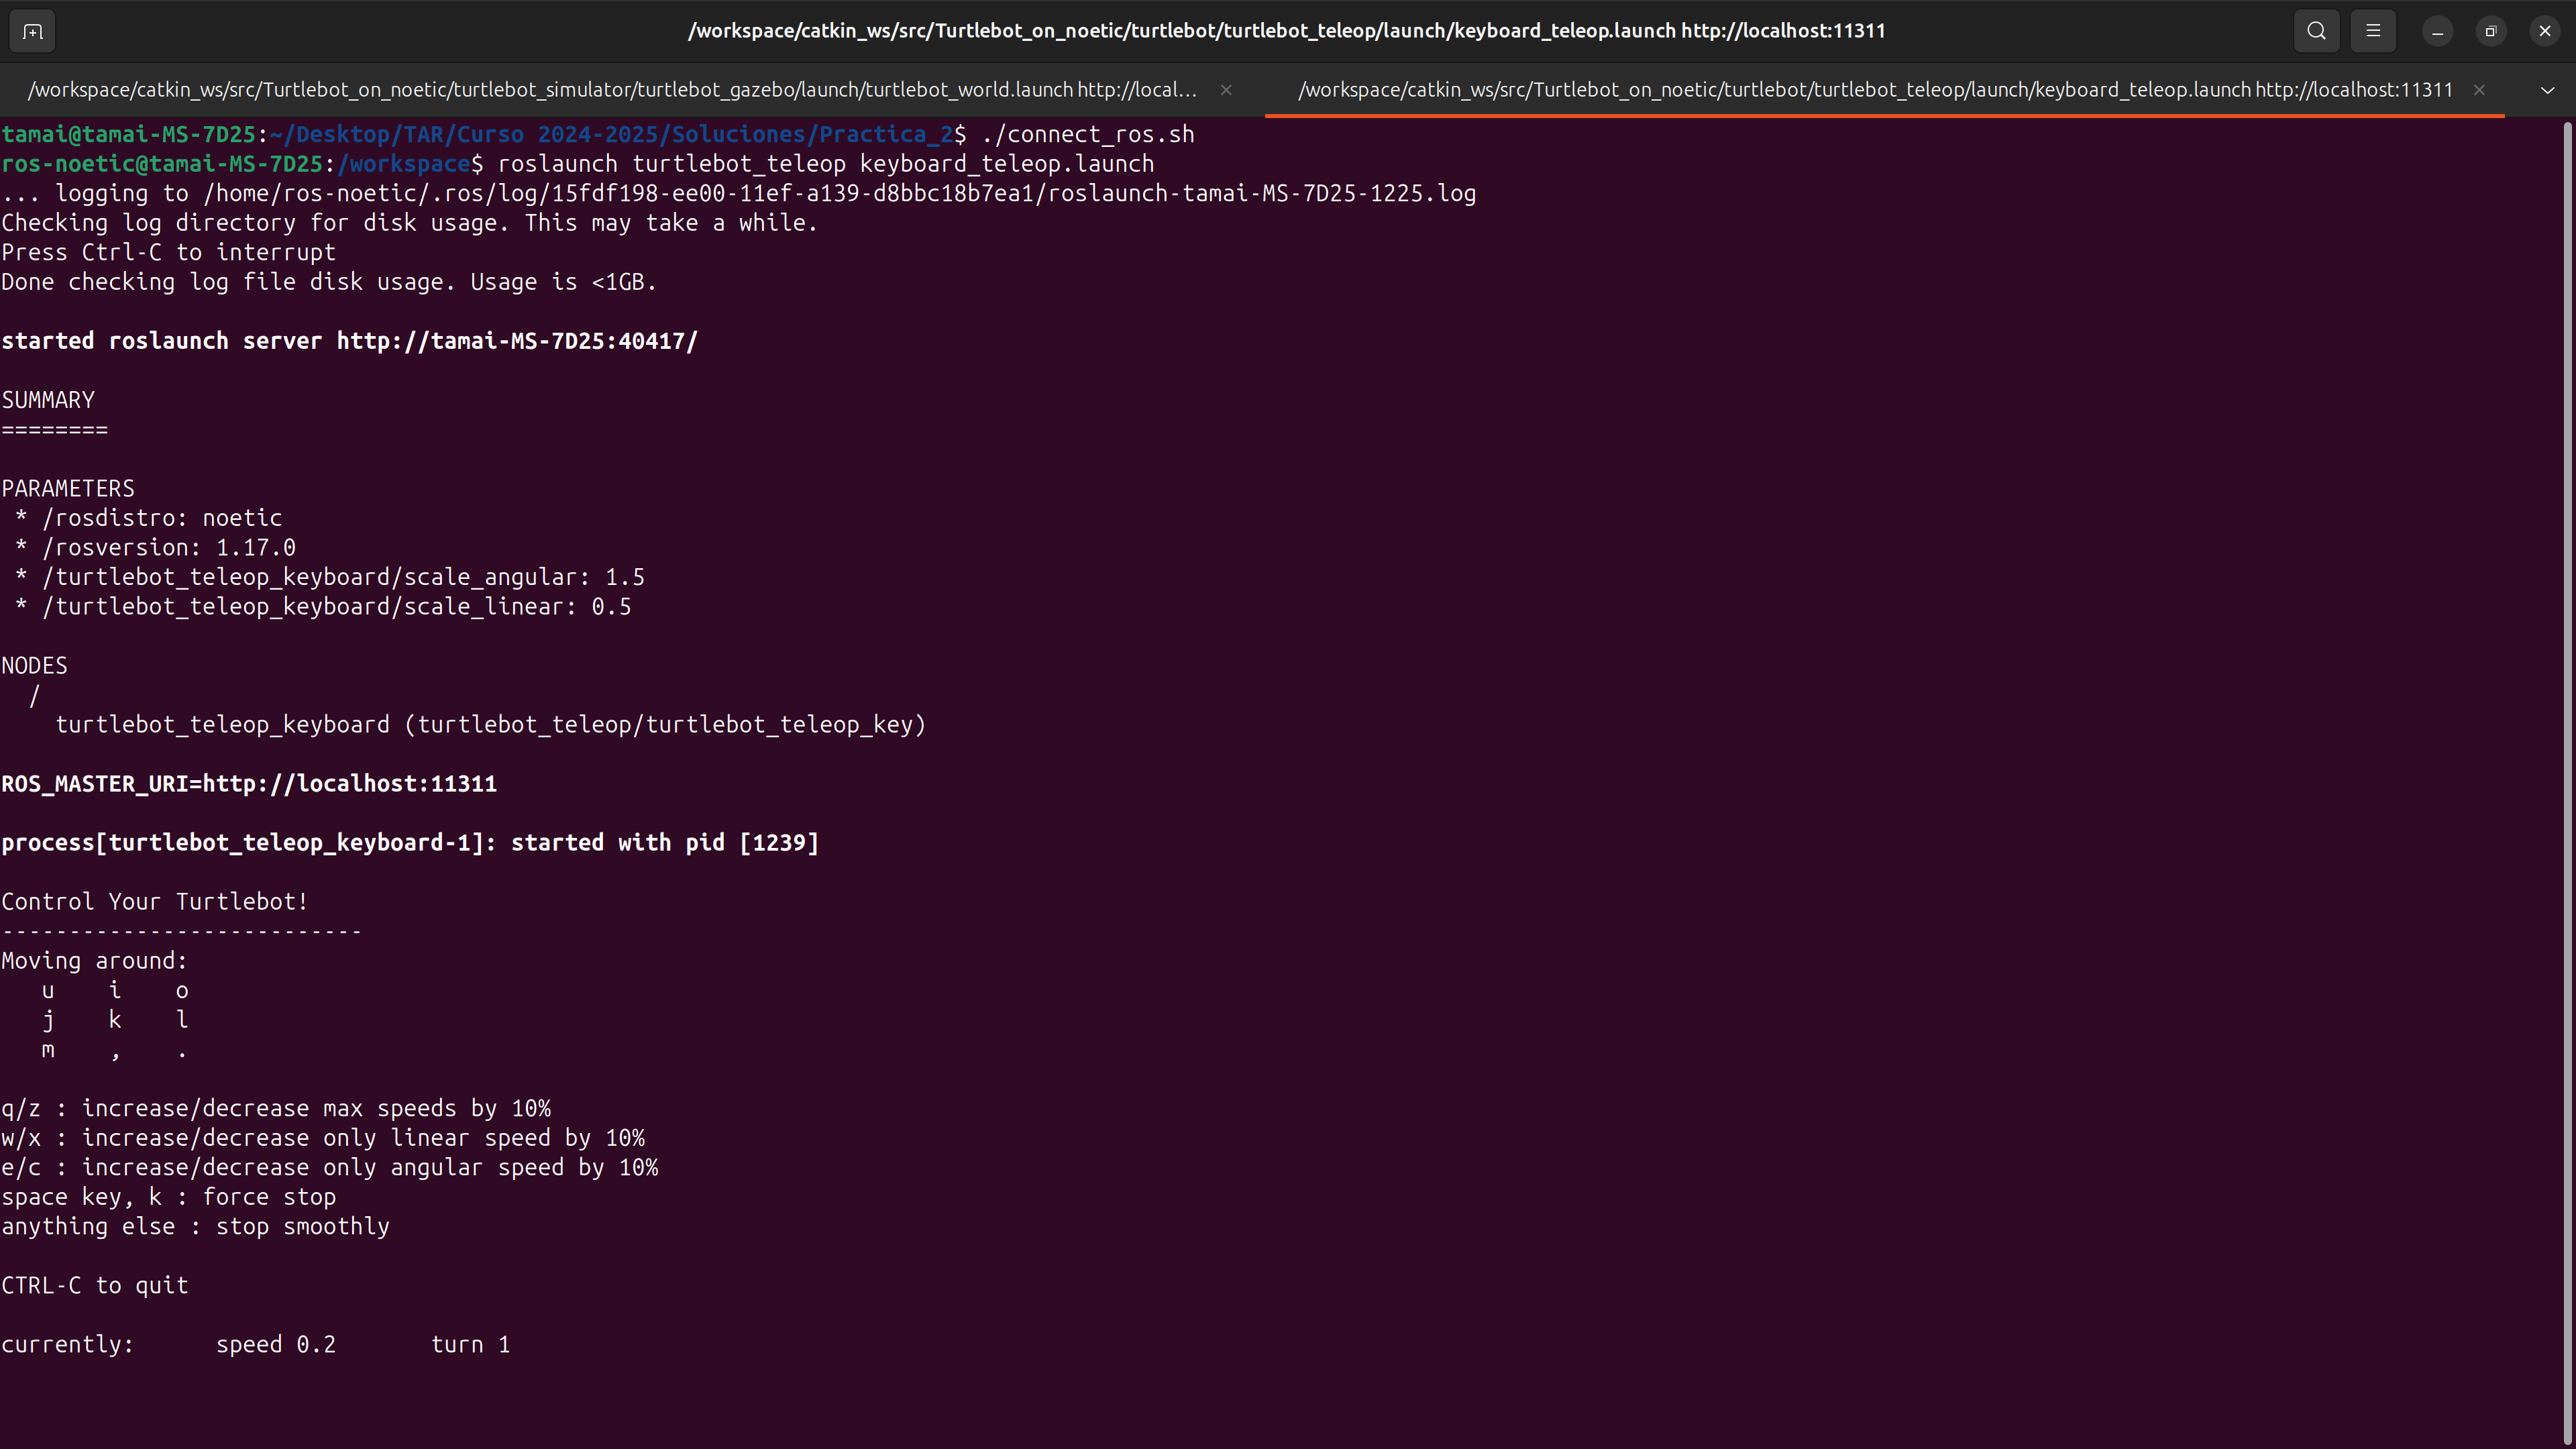 /workspace/catkin_ws/src/Turtlebot_on_noetic/turtlebot/turtlebot_teleop/launch/keyboard_teleop.launch http://localhost:11311
/workspace/catkin_ws/src/Turtlebot_on_noetic/turtlebot_simulator/turtlebot_gazebo/launch/turtlebot_world.launch http://local...
/workspace/catkin_ws/src/Turtlebot_on_noetic/turtlebot/turtlebot_teleop/launch/keyboard_teleop.launch http://localhost:11311
tamai@tamai-MS-7D25:~/Desktop/TAR/Curso 2024-2025/Soluciones/Practica_2$ ./connect_ros.sh
ros-noetic@tamai-MS-7D25:/workspace$ roslaunch turtlebot_teleop keyboard_teleop.launch
... logging to /home/ros-noetic/.ros/log/15fdf198-ee00-11ef-a139-d8bbc18b7ea1/roslaunch-tamai-MS-7D25-1225.log
Checking log directory for disk usage. This may take a while.
Press Ctrl-C to interrupt
Done checking log file disk usage. Usage is <1GB.
started roslaunch server http://tamai-MS-7D25:40417/
SUMMARY
========
PARAMETERS
 * /rosdistro: noetic
 * /rosversion: 1.17.0
 * /turtlebot_teleop_keyboard/scale_angular: 1.5
 * /turtlebot_teleop_keyboard/scale_linear: 0.5
NODES
  /
    turtlebot_teleop_keyboard (turtlebot_teleop/turtlebot_teleop_key)
ROS_MASTER_URI=http://localhost:11311
process[turtlebot_teleop_keyboard-1]: started with pid [1239]
Control Your Turtlebot!
---------------------------
Moving around:
   u    i    o
   j    k    l
   m    ,    .
q/z : increase/decrease max speeds by 10%
w/x : increase/decrease only linear speed by 10%
e/c : increase/decrease only angular speed by 10%
space key, k : force stop
anything else : stop smoothly
CTRL-C to quit
currently:      speed 0.2       turn 1